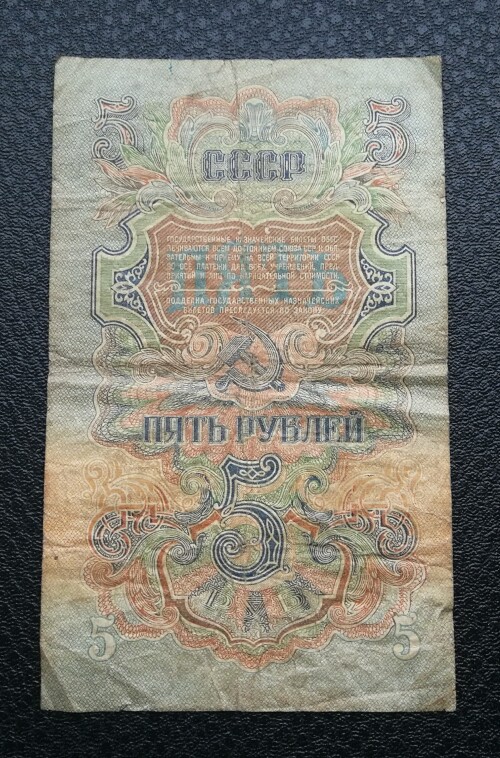 5 5
СССР
ГОСУДАРСТВЕННЫЕ КАЗНАЧЕЙСКИЕ БИЛЕТЫ ОБЕС-
ПЕЧИВАЮТСЯ ВСЕМ ДОСТОЯНИЕМ СОЮЗА ССР И ОБЯ-
ЗАТЕЛЬНЫ К ПРИЕМУ НА ВСЕЙ ТЕРРИТОРИИ СССР
ВО ВСЕ ПЛАТЕЖИ ДЛЯ ВСЕХ УЧРЕЖДЕНИЙ, ПРЕД-
ПРИЯТИЙ И ЛИЦ ПО НАРИЦАТЕЛЬНОЙ СТОИМОСТИ.
ПОДДЕЛКА ГОСУДАРСТВЕННЫХ КАЗНАЧЕЙСКИХ
БИЛЕТОВ ПРЕСЛЕДУЕТСЯ ПО ЗАКОНУ.
ПЯТЬ РУБЛЕЙ
5
5 5